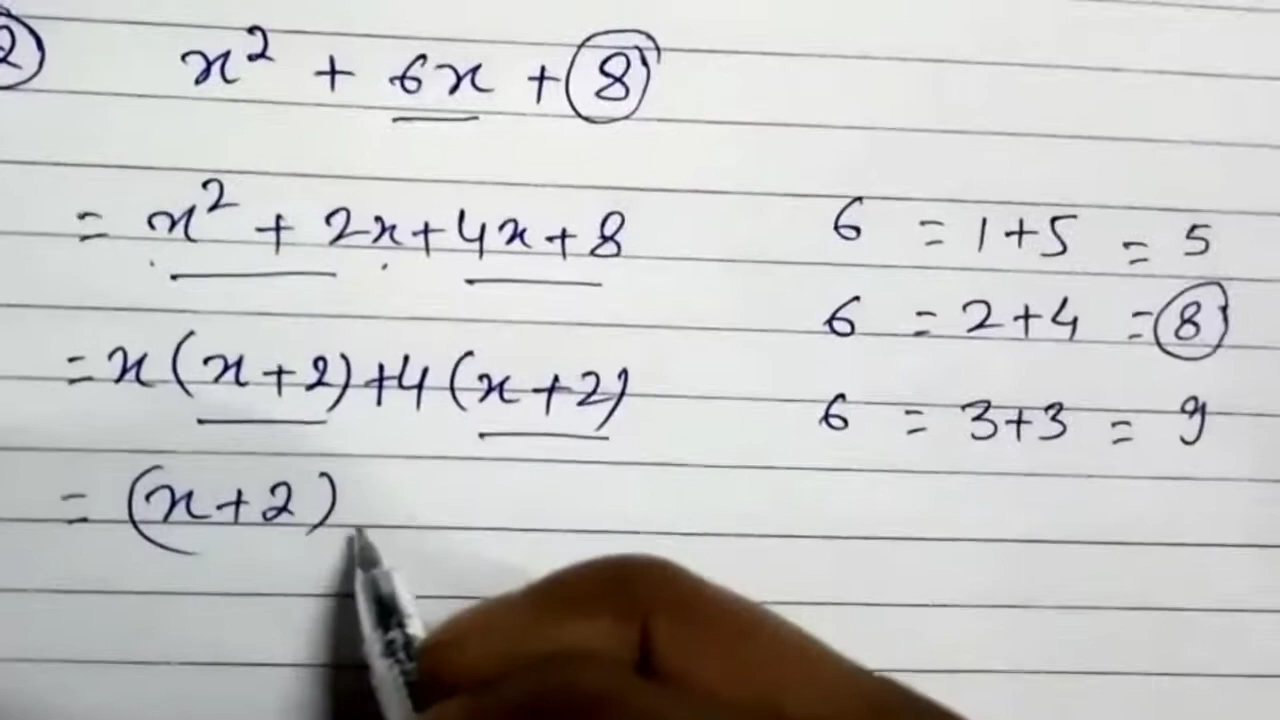 2 x² + 6x + 8
= x² + 2x + 4x + 8
6 = 1+5 = 5
6 = 2+4 = 8
= x(x+2)+4(x+2)
6 = 3+3 = 9
= (x+2)